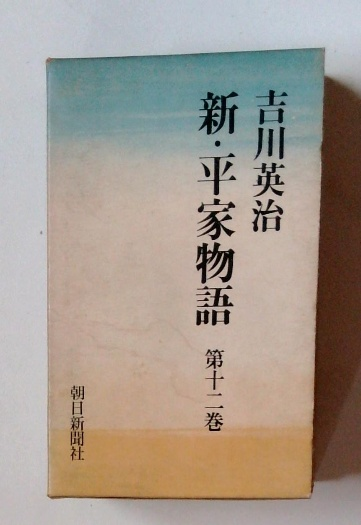 吉川英治
新・平家物語
第十二巻
朝日新聞社